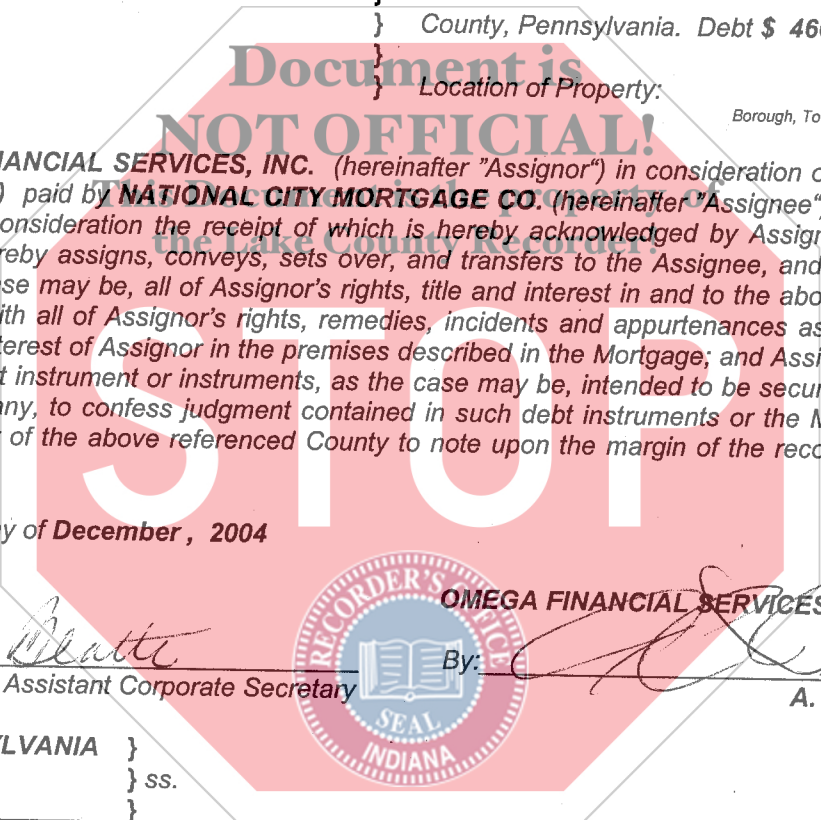 } County, Pennsylvania. Debt $ 46
}
} Location of Property:
Borough, To
Document is
NOT OFFICIAL!
This Document is the property of
the Lake County Recorder!
NANCIAL SERVICES, INC. (hereinafter "Assignor") in consideration o
) paid by NATIONAL CITY MORTGAGE CO. (hereinafter "Assignee"
onsideration the receipt of which is hereby acknowledged by Assign
reby assigns, conveys, sets over, and transfers to the Assignee, and
se may be, all of Assignor's rights, title and interest in and to the abo
ith all of Assignor's rights, remedies, incidents and appurtenances as
terest of Assignor in the premises described in the Mortgage; and Assi
t instrument or instruments, as the case may be, intended to be secur
any, to confess judgment contained in such debt instruments or the M
of the above referenced County to note upon the margin of the reco
STOP
y of December, 2004
OMEGA FINANCIAL SERVICES
By:
Assistant Corporate Secretary
A.
RECORDER'S OFFICE
SEAL
INDIANA
LVANIA }
} ss.
}